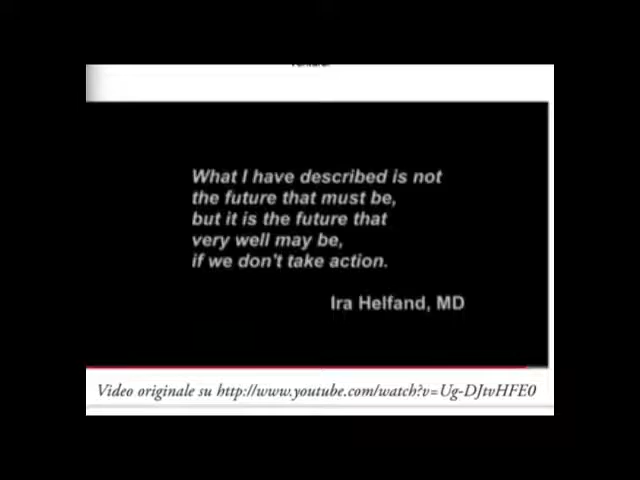 What I have described is not
the future that must be,
but it is the future that
very well may be,
if we don't take action.
Ira Helfand, MD
Video originale su http://www.youtube.com/watch?v=Ug-DJtvHFE0